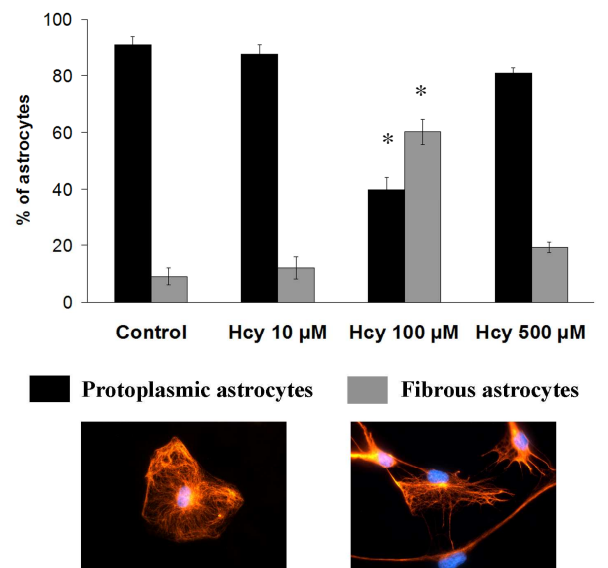 100
80
60
40
20
0
% of astrocytes
*
*
Control Hcy 10 µM Hcy 100 µM Hcy 500 µM
Protoplasmic astrocytes Fibrous astrocytes